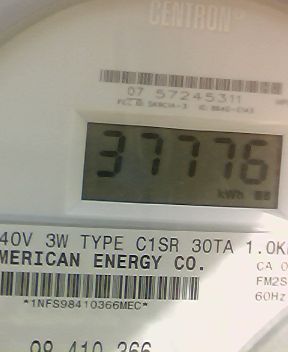 CENTRON
07 57245311
37776
kWh
40V 3W TYPE C1SR 30TA 1.0K
MERICAN ENERGY CO.
CA 0
FM2S
60Hz
*1NFS98410366MEC*
98 410 366